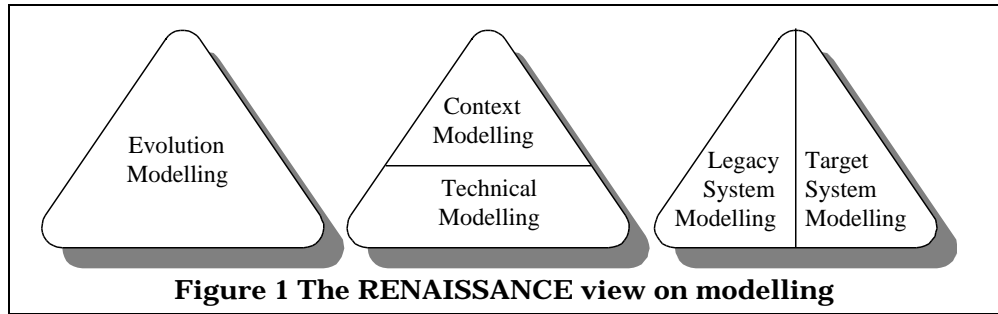 Evolution
Modelling
Context
Modelling
Technical
Modelling
Legacy
System
Modelling
Target
System
Modelling
Figure 1 The RENAISSANCE view on modelling